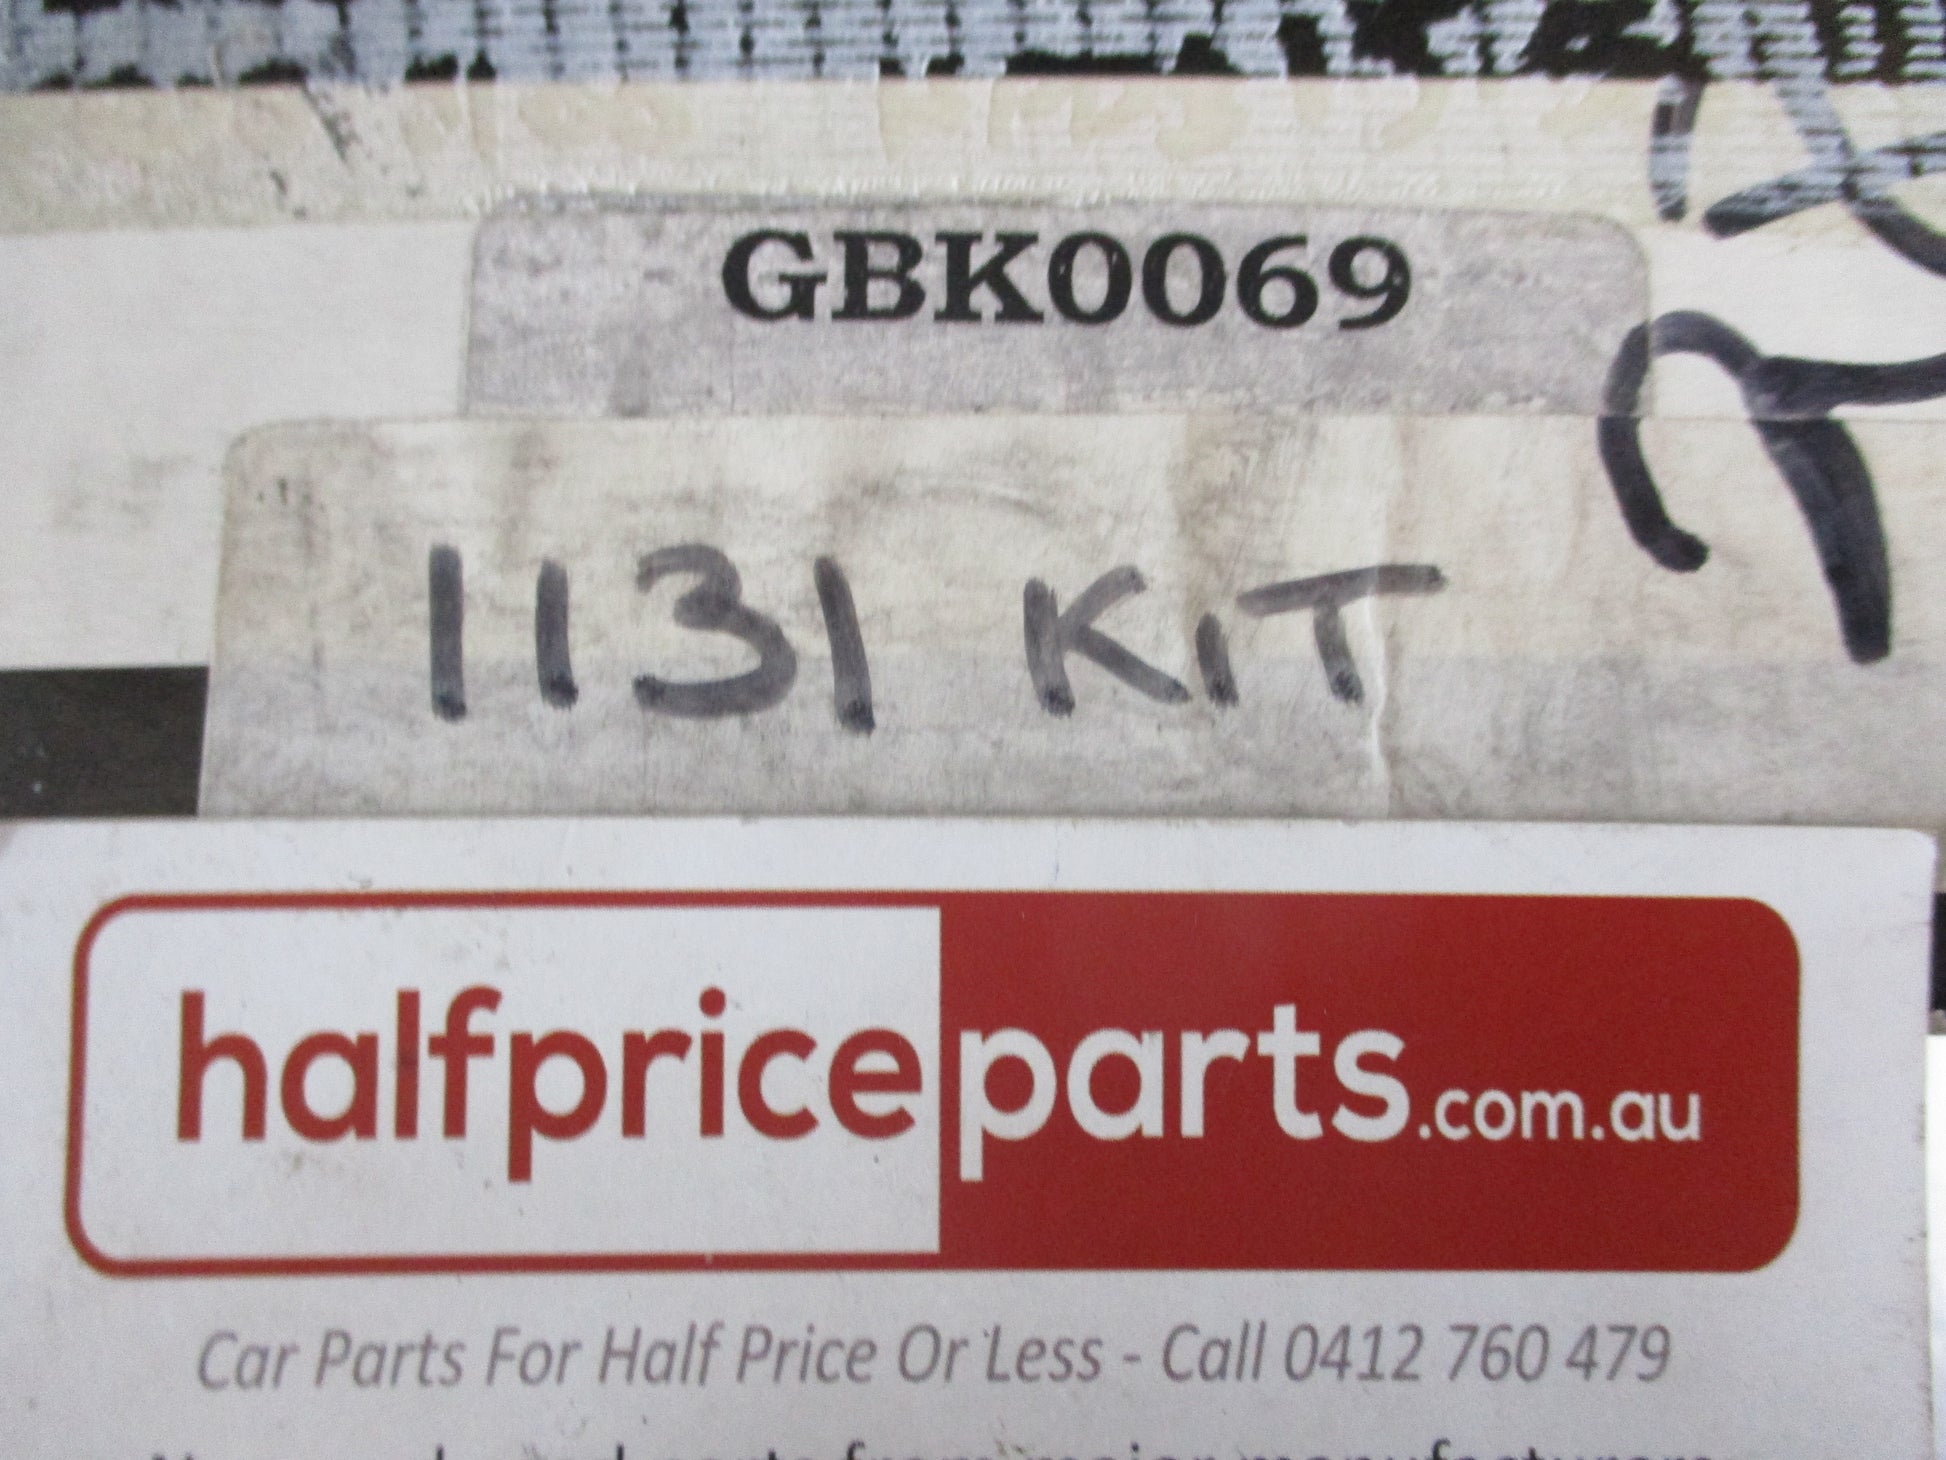 GBK0069
1131 KIT
halfpriceparts.com.au
Car Parts For Half Price Or Less - Call 0412 760 479